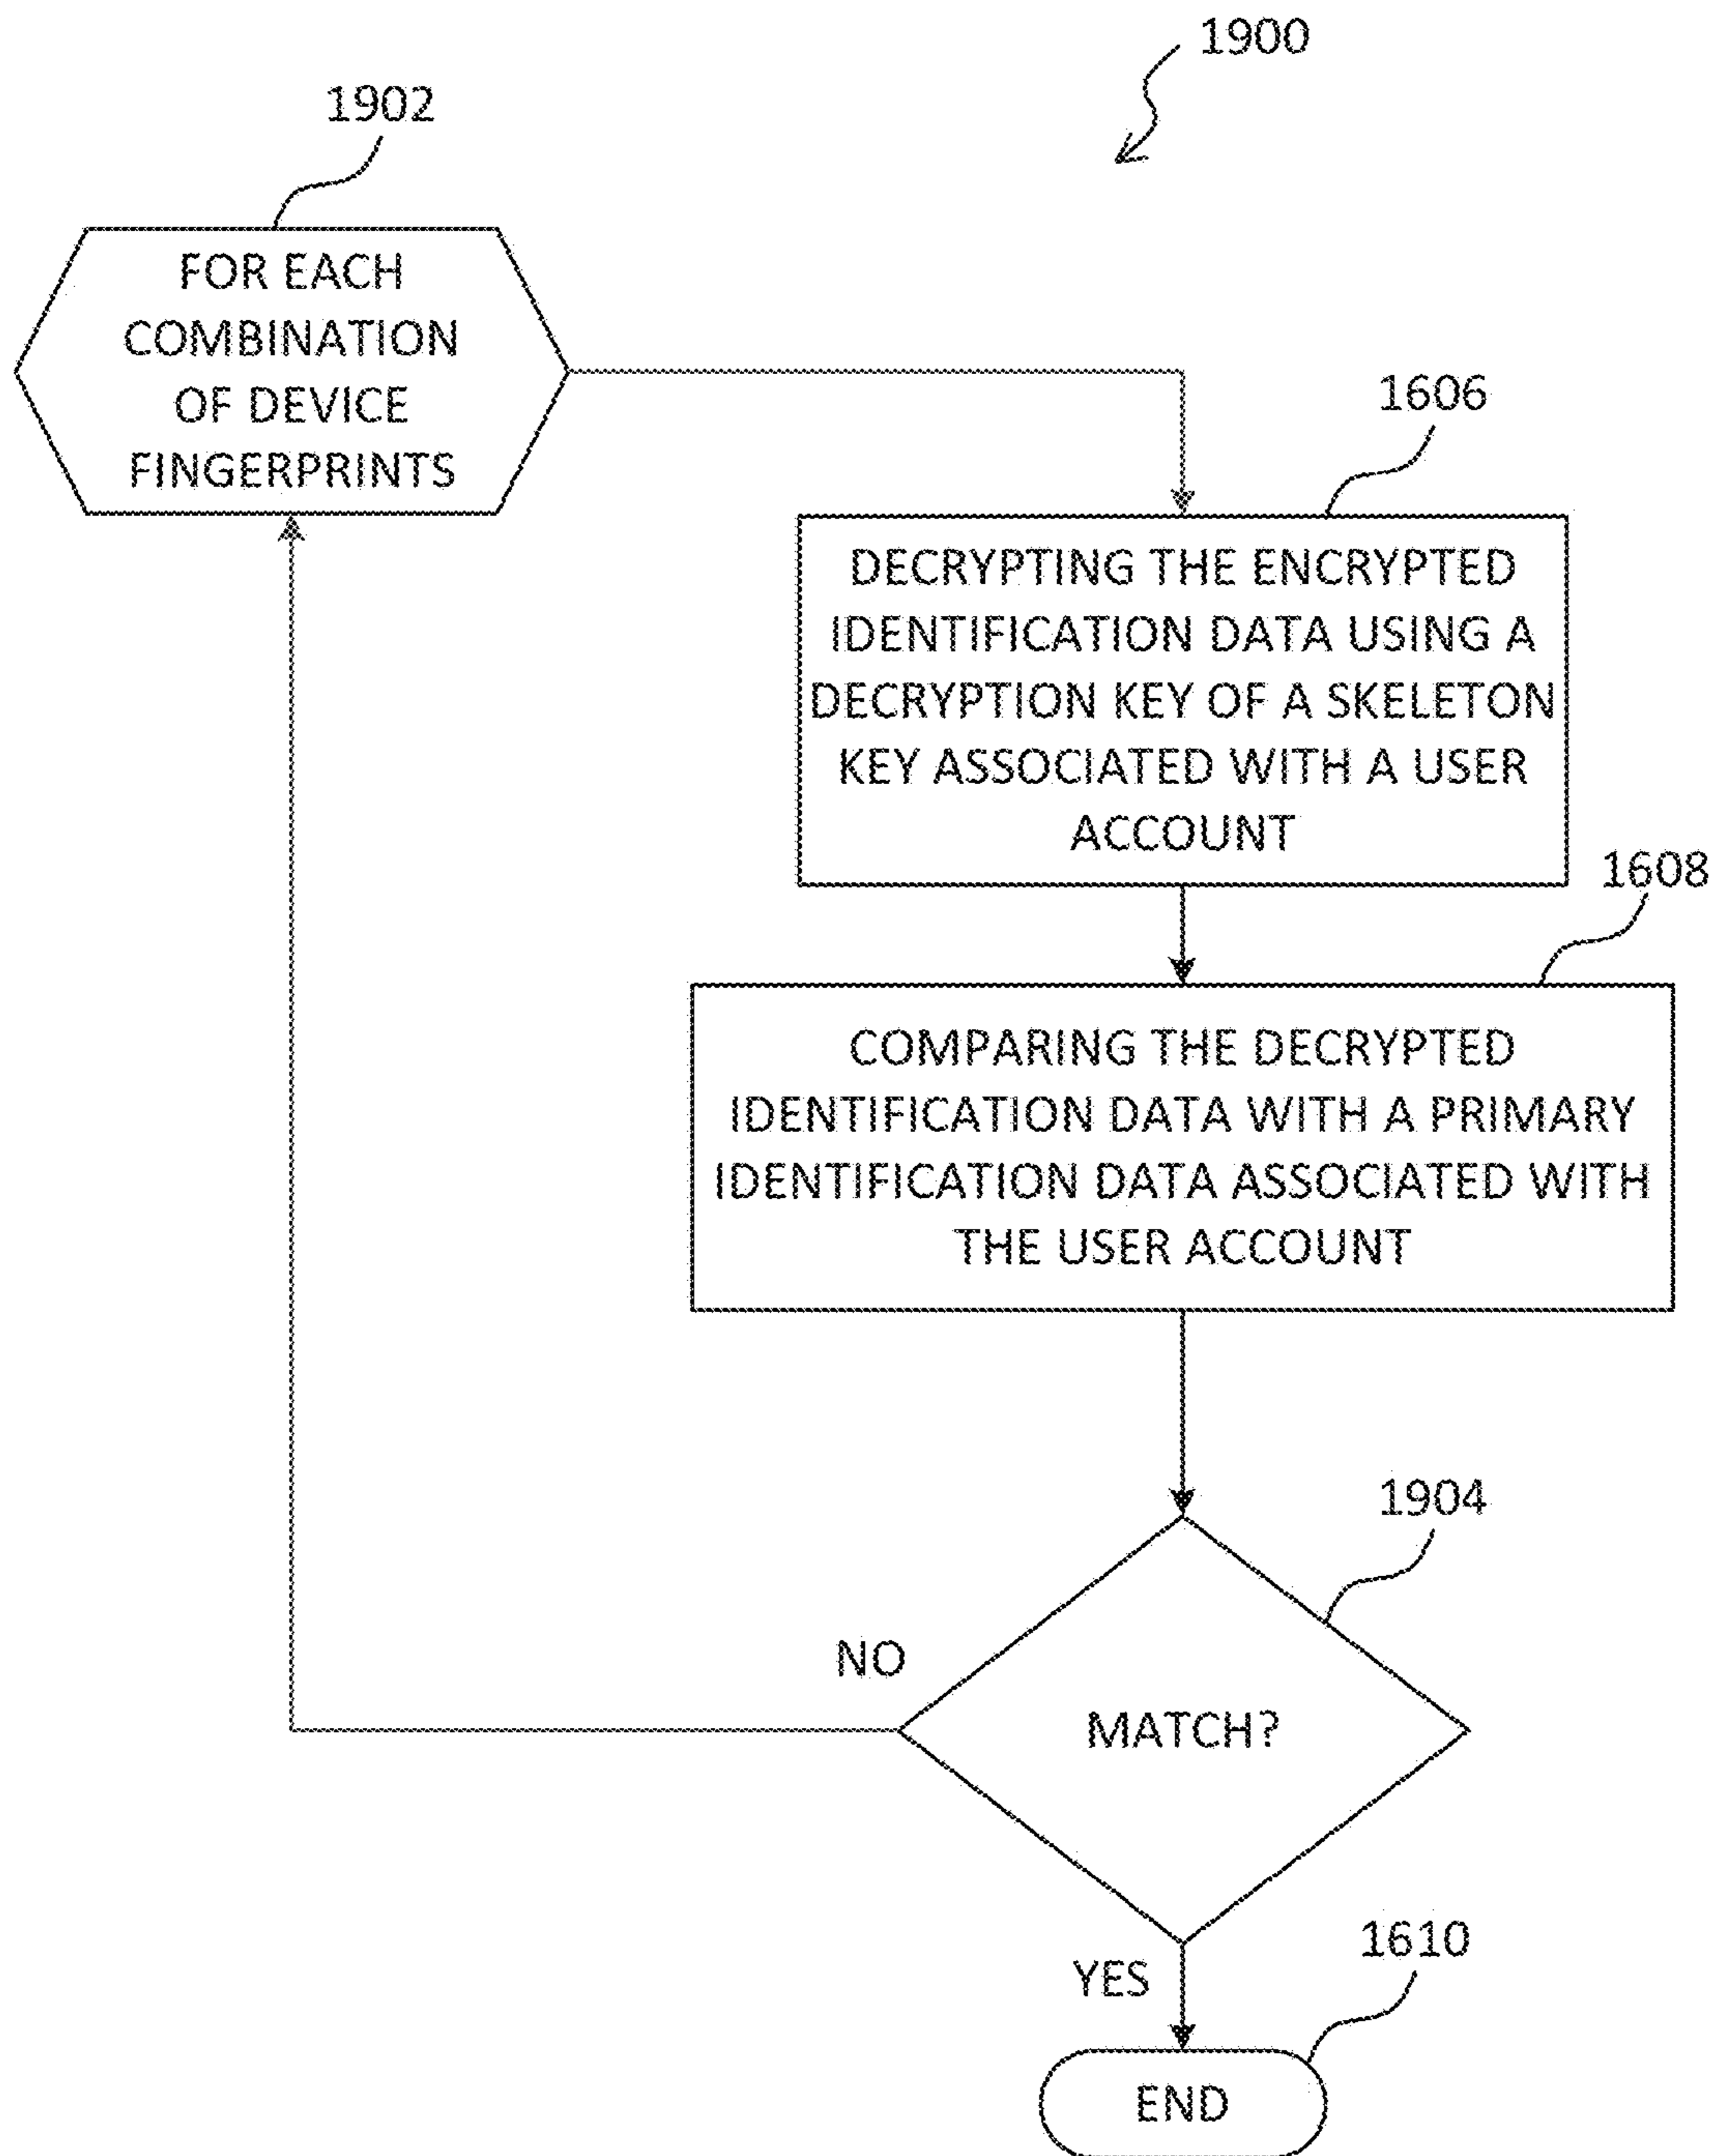 1900
1902
FOR EACH
COMBINATION
OF DEVICE
FINGERPRINTS
1606
DECRYPTING THE ENCRYPTED
IDENTIFICATION DATA USING A
DECRYPTION KEY OF A SKELETON
KEY ASSOCIATED WITH A USER
ACCOUNT
1608
COMPARING THE DECRYPTED
IDENTIFICATION DATA WITH A PRIMARY
IDENTIFICATION DATA ASSOCIATED WITH
THE USER ACCOUNT
1904
NO
MATCH?
YES
1610
END